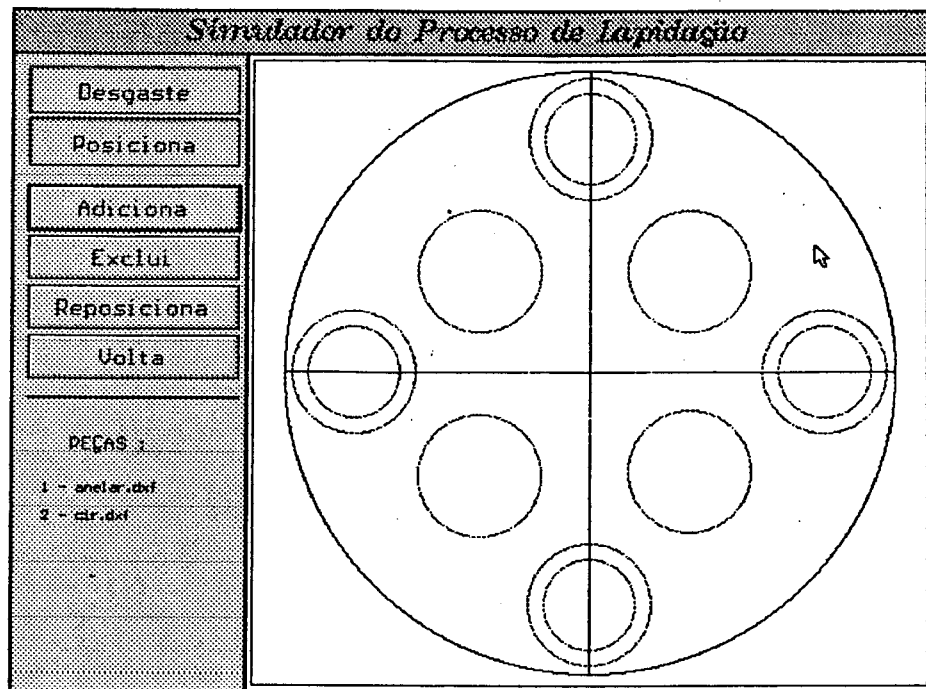 Simulador do Processo de Lapidação
Desgaste
Posiciona
Adiciona
Exclui
Reposiciona
Volta
PEÇAS :
1 - anelar.dxf
2 - cir.dxf